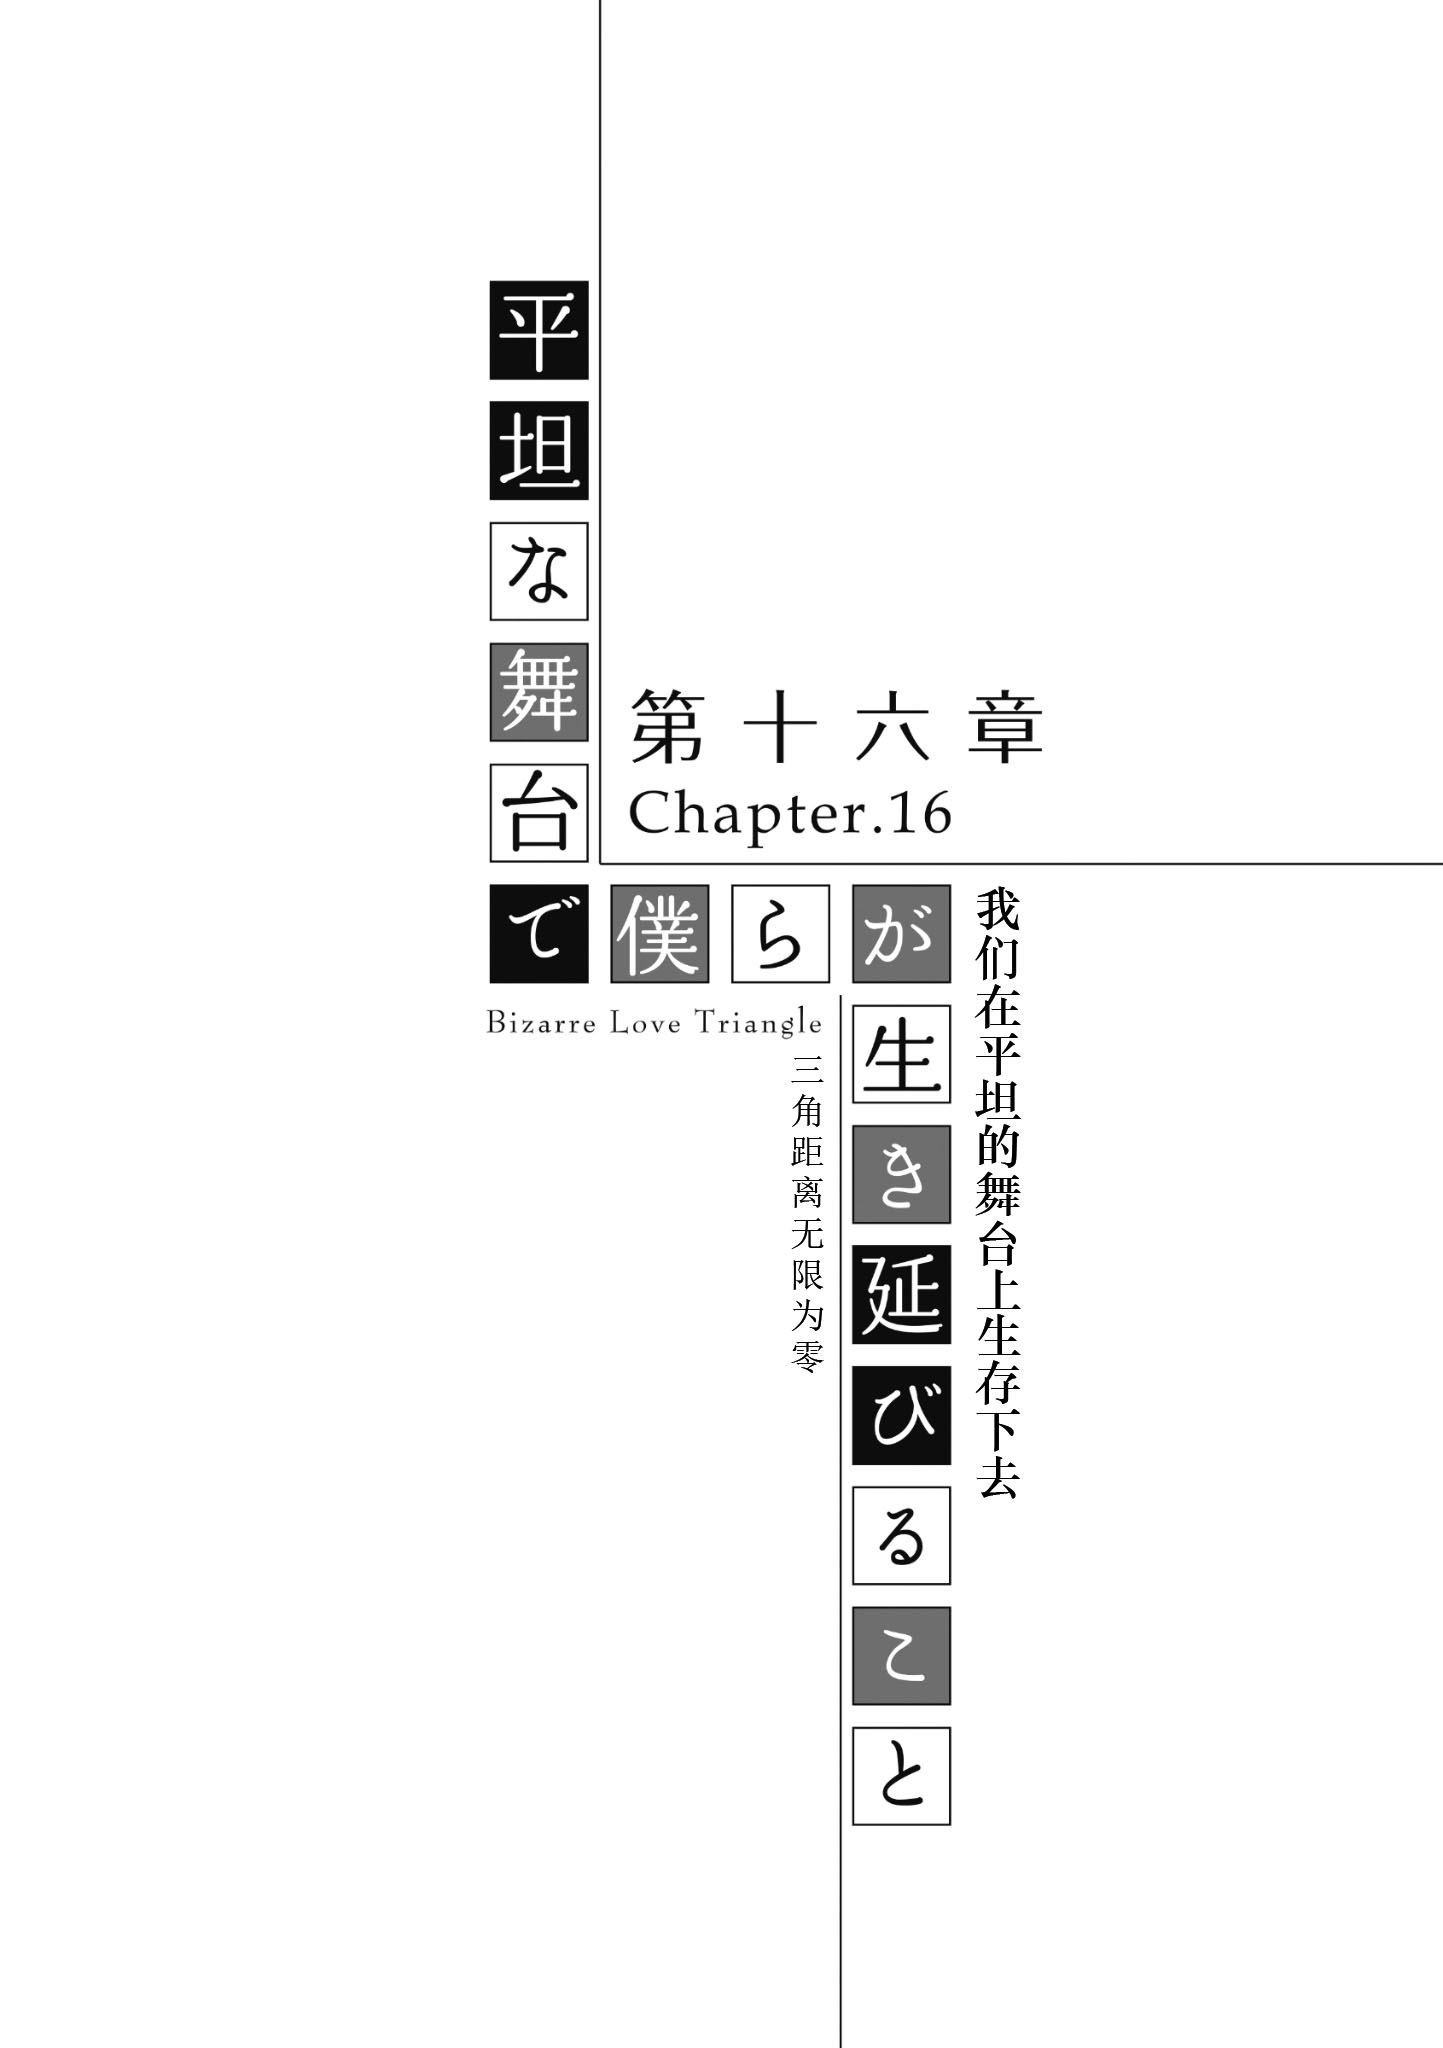 第十六章
Chapter.16
平坦な舞台で僕らが生き延びること
我们在平坦的舞台上生存下去
Bizarre Love Triangle
三角距离无限为零